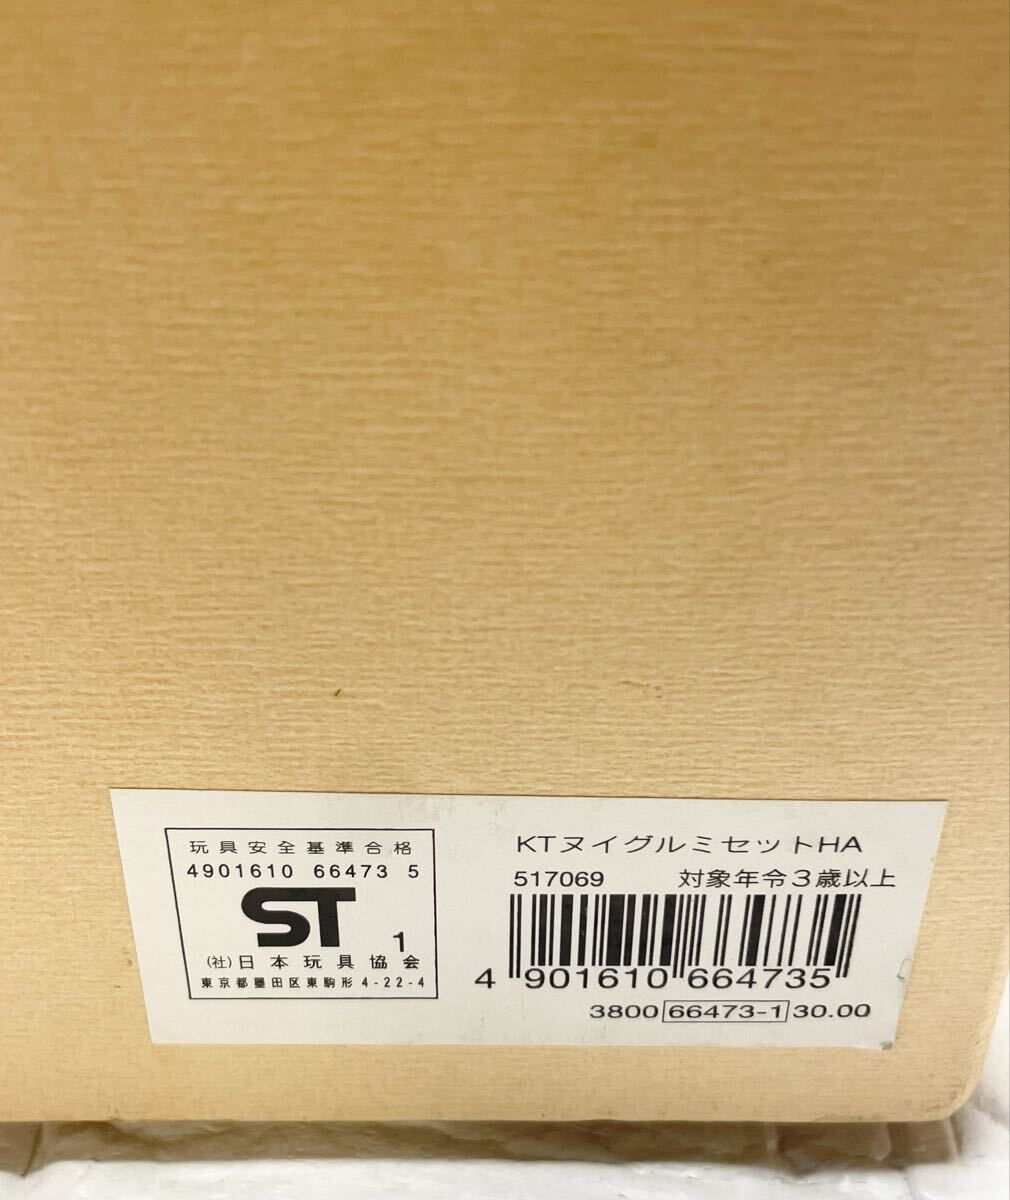 玩具安全基準合格
4901610 66473 5
ST
1
(社)日本玩具協会
東京都墨田区東駒形4-22-4
KTヌイグルミセットHA
517069 対象年令3歳以上
4 901610 664735
3800 66473-1 30.00